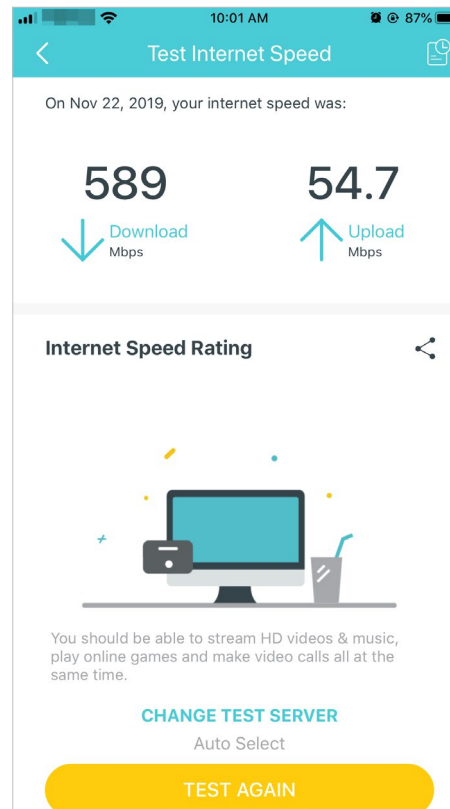 10:01 AM 87%
Test Internet Speed
On Nov 22, 2019, your internet speed was:
589 54.7
Download Upload
Mbps Mbps
Internet Speed Rating
You should be able to stream HD videos & music,
play online games and make video calls all at the
same time.
CHANGE TEST SERVER
Auto Select
TEST AGAIN